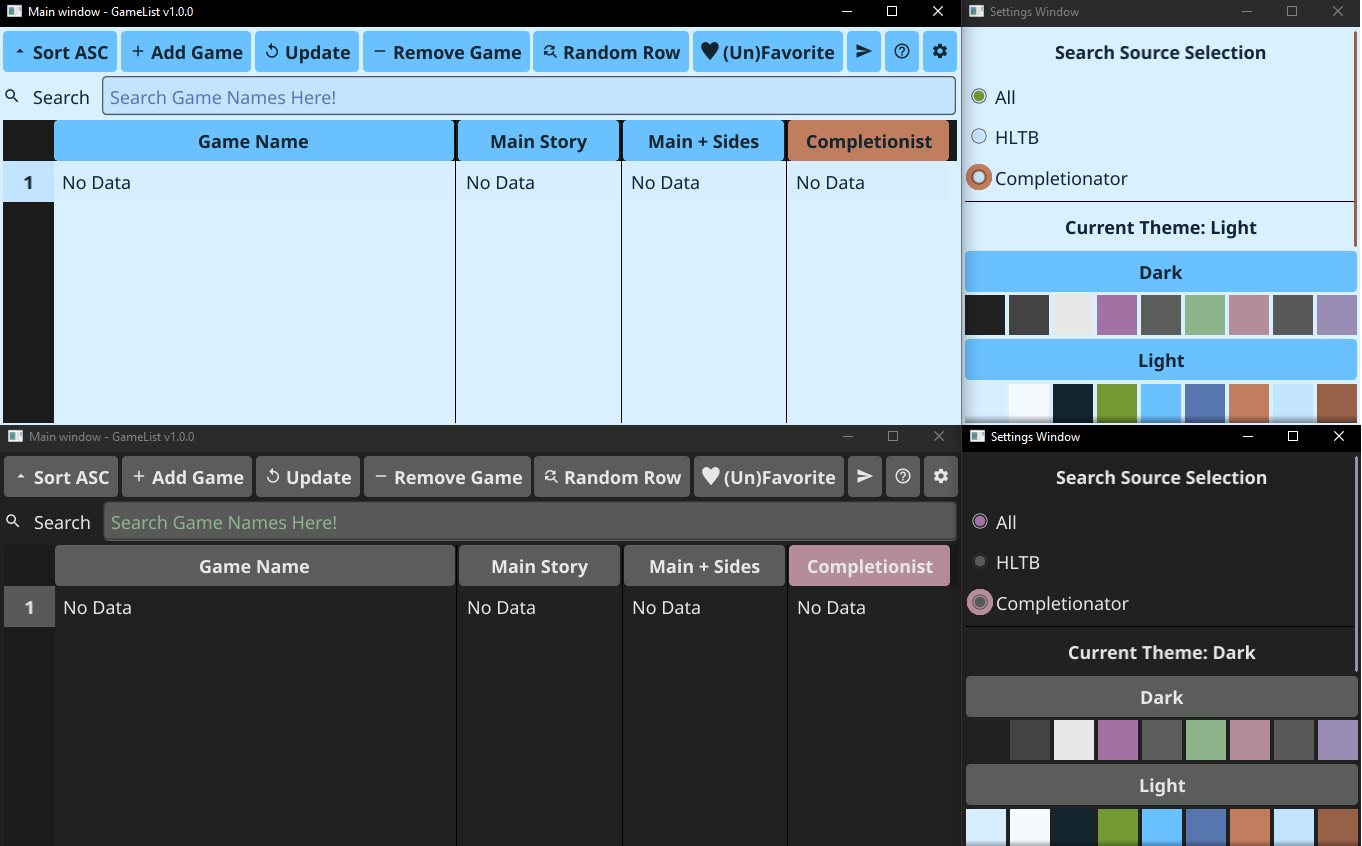 Main window - GameList v1.0.0
Sort ASC Add Game Update Remove Game Random Row (Un)Favorite
Search Search Game Names Here!
Game Name Main Story Main + Sides Completionist
1 No Data No Data No Data No Data
Settings Window
Search Source Selection
All
HLTB
Completionator
Current Theme: Light
Dark
Light
Main window - GameList v1.0.0
Sort ASC Add Game Update Remove Game Random Row (Un)Favorite
Search Search Game Names Here!
Game Name Main Story Main + Sides Completionist
1 No Data No Data No Data No Data
Settings Window
Search Source Selection
All
HLTB
Completionator
Current Theme: Dark
Dark
Light